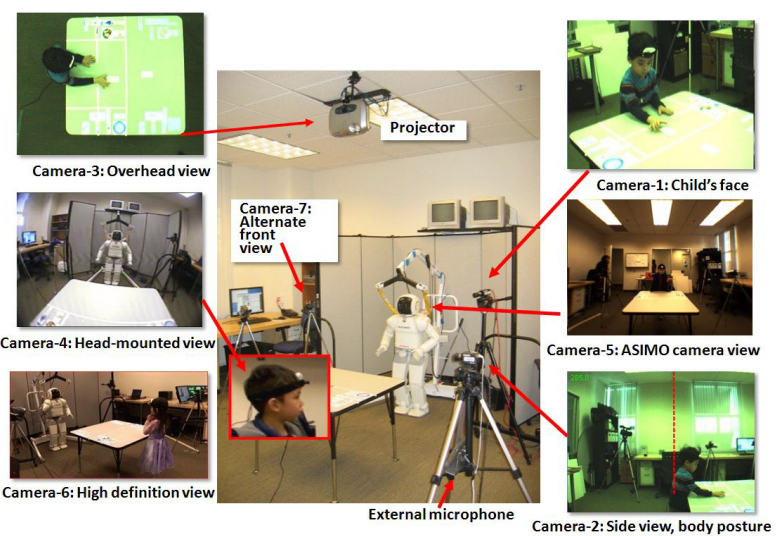 Camera-3: Overhead view
Projector
Camera-1: Child's face
Camera-7:
Alternate
front
view
Camera-4: Head-mounted view
Camera-5: ASIMO camera view
Camera-6: High definition view
External microphone
Camera-2: Side view, body posture